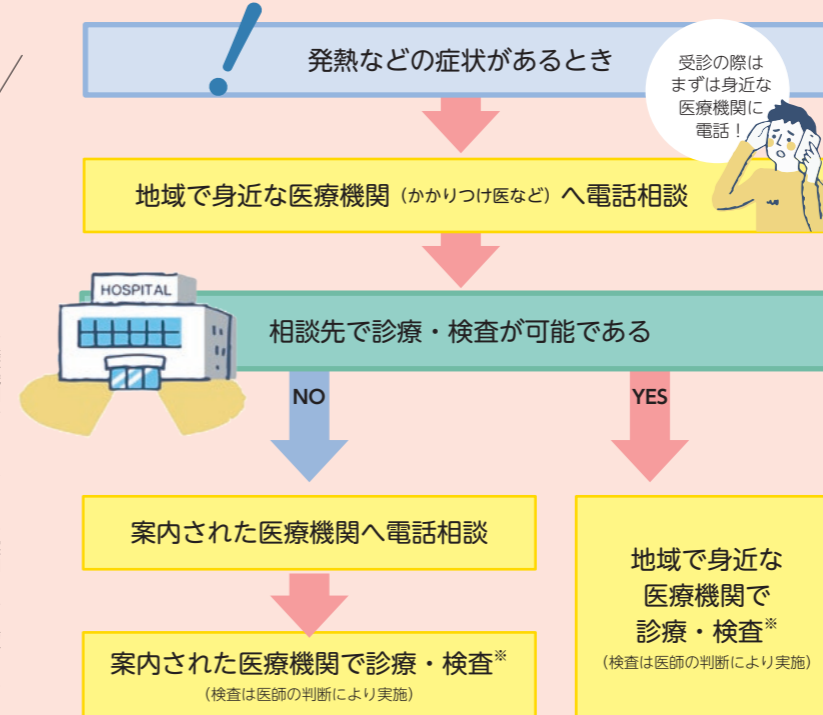 発熱などの症状があるとき
受診の際は
まずは身近な
医療機関に
電話！
地域で身近な医療機関（かかりつけ医など）へ電話相談
HOSPITAL
相談先で診療・検査が可能である
NO
YES
案内された医療機関へ電話相談
案内された医療機関で診療・検査※
（検査は医師の判断により実施）
地域で身近な
医療機関で
診療・検査※
（検査は医師の判断により実施）